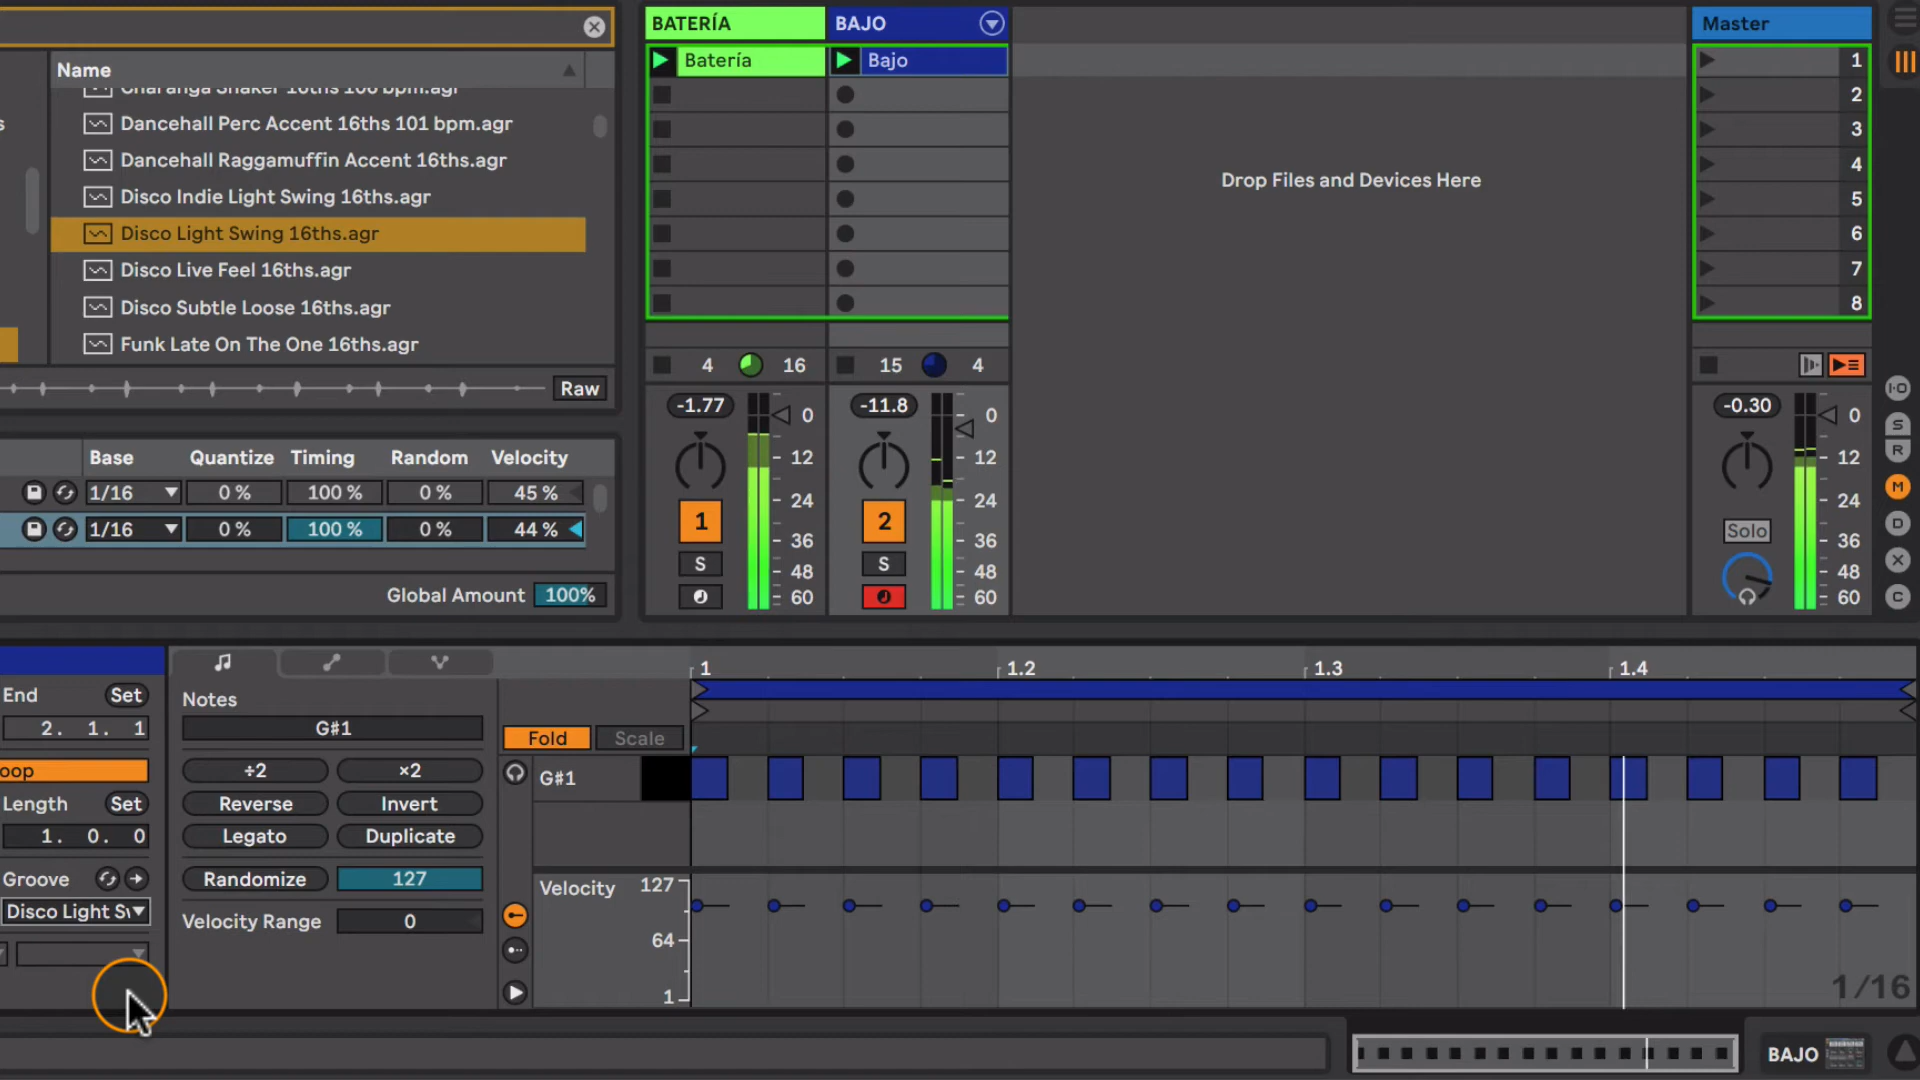 BATERÍA
BAJO
Master
Batería
Bajo
1
2
3
4
5
6
7
8
Name
Charanga Shaker 16ths 106 bpm.agr
Dancehall Perc Accent 16ths 101 bpm.agr
Dancehall Raggamuffin Accent 16ths.agr
Disco Indie Light Swing 16ths.agr
Disco Light Swing 16ths.agr
Disco Live Feel 16ths.agr
Disco Subtle Loose 16ths.agr
Funk Late On The One 16ths.agr
Raw
Drop Files and Devices Here
4 16
15 4
-1.77
0
12
24
36
48
60
1
S
-11.8
0
12
24
36
48
60
2
S
-0.30
0
12
24
36
48
60
Solo
I·O
S
R
M
D
X
C
Base Quantize Timing Random Velocity
1/16 0 % 100 % 0 % 45 %
1/16 0 % 100 % 0 % 44 %
Global Amount 100%
End Set
2. 1. 1
oop
Length Set
1. 0. 0
Groove
Disco Light Sw
Notes
G#1
÷2 ×2
Reverse Invert
Legato Duplicate
Randomize 127
Velocity Range 0
1 1.2 1.3 1.4
Fold Scale
G#1
Velocity 127
64
1
1/16
BAJO